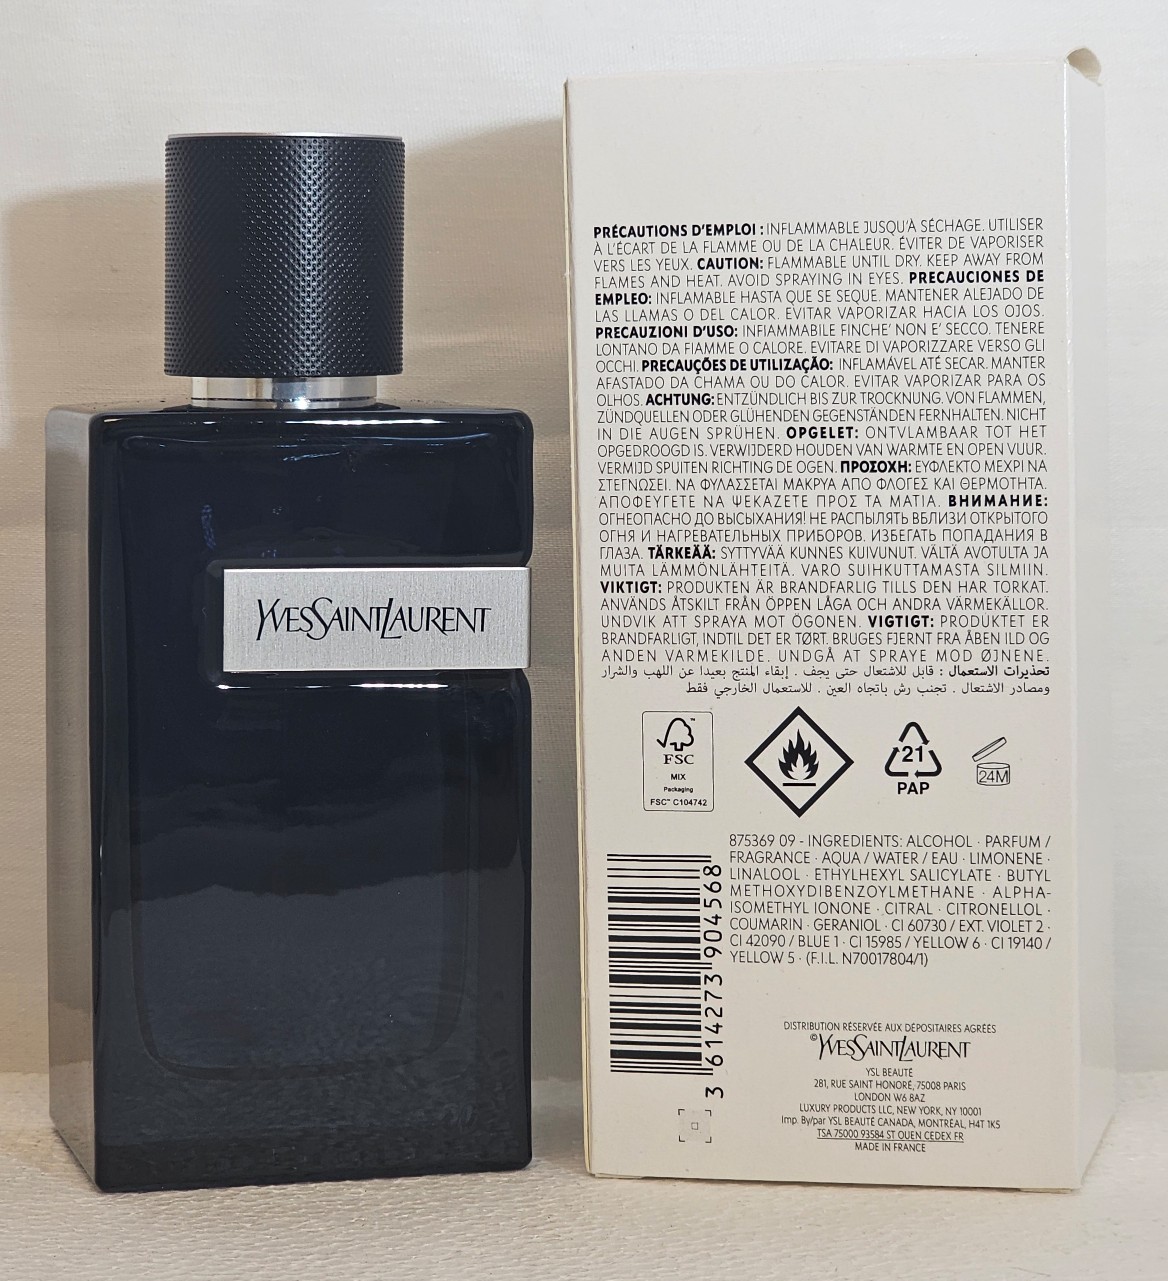 YVESSAINTLAURENT
PRÉCAUTIONS D'EMPLOI : INFLAMMABLE JUSQU'À SÉCHAGE. UTILISER
À L'ÉCART DE LA FLAMME OU DE LA CHALEUR. ÉVITER DE VAPORISER
VERS LES YEUX. CAUTION: FLAMMABLE UNTIL DRY. KEEP AWAY FROM
FLAMES AND HEAT. AVOID SPRAYING IN EYES. PRECAUCIONES DE
EMPLEO: INFLAMABLE HASTA QUE SE SEQUE. MANTENER ALEJADO DE
LAS LLAMAS O DEL CALOR. EVITAR VAPORIZAR HACIA LOS OJOS.
PRECAUZIONI D'USO: INFIAMMABILE FINCHE' NON E' SECCO. TENERE
LONTANO DA FIAMME O CALORE. EVITARE DI VAPORIZZARE VERSO GLI
OCCHI. PRECAUÇÕES DE UTILIZAÇÃO: INFLAMÁVEL ATÉ SECAR. MANTER
AFASTADO DA CHAMA OU DO CALOR. EVITAR VAPORIZAR PARA OS
OLHOS. ACHTUNG: ENTZÜNDLICH BIS ZUR TROCKNUNG. VON FLAMMEN,
ZÜNDQUELLEN ODER GLÜHENDEN GEGENSTÄNDEN FERNHALTEN. NICHT
IN DIE AUGEN SPRÜHEN. OPGELET: ONTVLAMBAAR TOT HET
OPGEDROOGD IS. VERWIJDERD HOUDEN VAN WARMTE EN OPEN VUUR.
VERMIJD SPUITEN RICHTING DE OGEN. ΠΡΟΣΟΧΗ: ΕΥΦΛΕΚΤΟ ΜΕΧΡΙ ΝΑ
ΣΤΕΓΝΩΣΕΙ. ΝΑ ΦΥΛΑΣΣΕΤΑΙ ΜΑΚΡΥΑ ΑΠΟ ΦΛΟΓΕΣ ΚΑΙ ΘΕΡΜΟΤΗΤΑ.
ΑΠΟΦΕΥΓΕΤΕ ΝΑ ΨΕΚΑΖΕΤΕ ΠΡΟΣ ΤΑ ΜΑΤΙΑ. ВНИМАНИЕ:
ОГНЕОПАСНО ДО ВЫСЫХАНИЯ! НЕ РАСПЫЛЯТЬ ВБЛИЗИ ОТКРЫТОГО
ОГНЯ И НАГРЕВАТЕЛЬНЫХ ПРИБОРОВ. ИЗБЕГАТЬ ПОПАДАНИЯ В
ГЛАЗА. TÄRKEÄÄ: SYTTYVÄÄ KUNNES KUIVUNUT. VÄLTÄ AVOTULTA JA
MUITA LÄMMÖNLÄHTEITÄ. VARO SUIHKUTTAMASTA SILMIIN.
VIKTIGT: PRODUKTEN ÄR BRANDFARLIG TILLS DEN HAR TORKAT.
ANVÄNDS ÅTSKILT FRÅN ÖPPEN LÅGA OCH ANDRA VÄRMEKÄLLOR.
UNDVIK ATT SPRAYA MOT ÖGONEN. VIGTIGT: PRODUKTET ER
BRANDFARLIGT, INDTIL DET ER TØRT. BRUGES FJERNT FRA ÅBEN ILD OG
ANDEN VARMEKILDE. UNDGÅ AT SPRAYE MOD ØJNENE.
تحذيرات الاستعمال : قابل للاشتعال حتى يجف . إبقاء المنتج بعيدا عن اللهب والشرار
ومصادر الاشتعال . تجنب رش باتجاه العين . للاستعمال الخارجي فقط
FSC
MIX
Packaging
FSC™ C104742
21
PAP
24M
875369 09 - INGREDIENTS: ALCOHOL · PARFUM /
FRAGRANCE · AQUA / WATER / EAU · LIMONENE ·
LINALOOL · ETHYLHEXYL SALICYLATE · BUTYL
METHOXYDIBENZOYLMETHANE · ALPHA-
ISOMETHYL IONONE · CITRAL · CITRONELLOL ·
COUMARIN · GERANIOL · CI 60730 / EXT. VIOLET 2 ·
CI 42090 / BLUE 1 · CI 15985 / YELLOW 6 · CI 19140 /
YELLOW 5 · (F.I.L. N70017804/1)
3 614273 904568
DISTRIBUTION RÉSERVÉE AUX DÉPOSITAIRES AGRÉÉS
©YVESSAINTLAURENT
YSL BEAUTÉ
281, RUE SAINT HONORÉ, 75008 PARIS
LONDON W6 8AZ
LUXURY PRODUCTS LLC, NEW YORK, NY 10001
Imp. By/par YSL BEAUTÉ CANADA, MONTRÉAL, H4T 1K5
TSA 75000 93584 ST OUEN CEDEX FR
MADE IN FRANCE